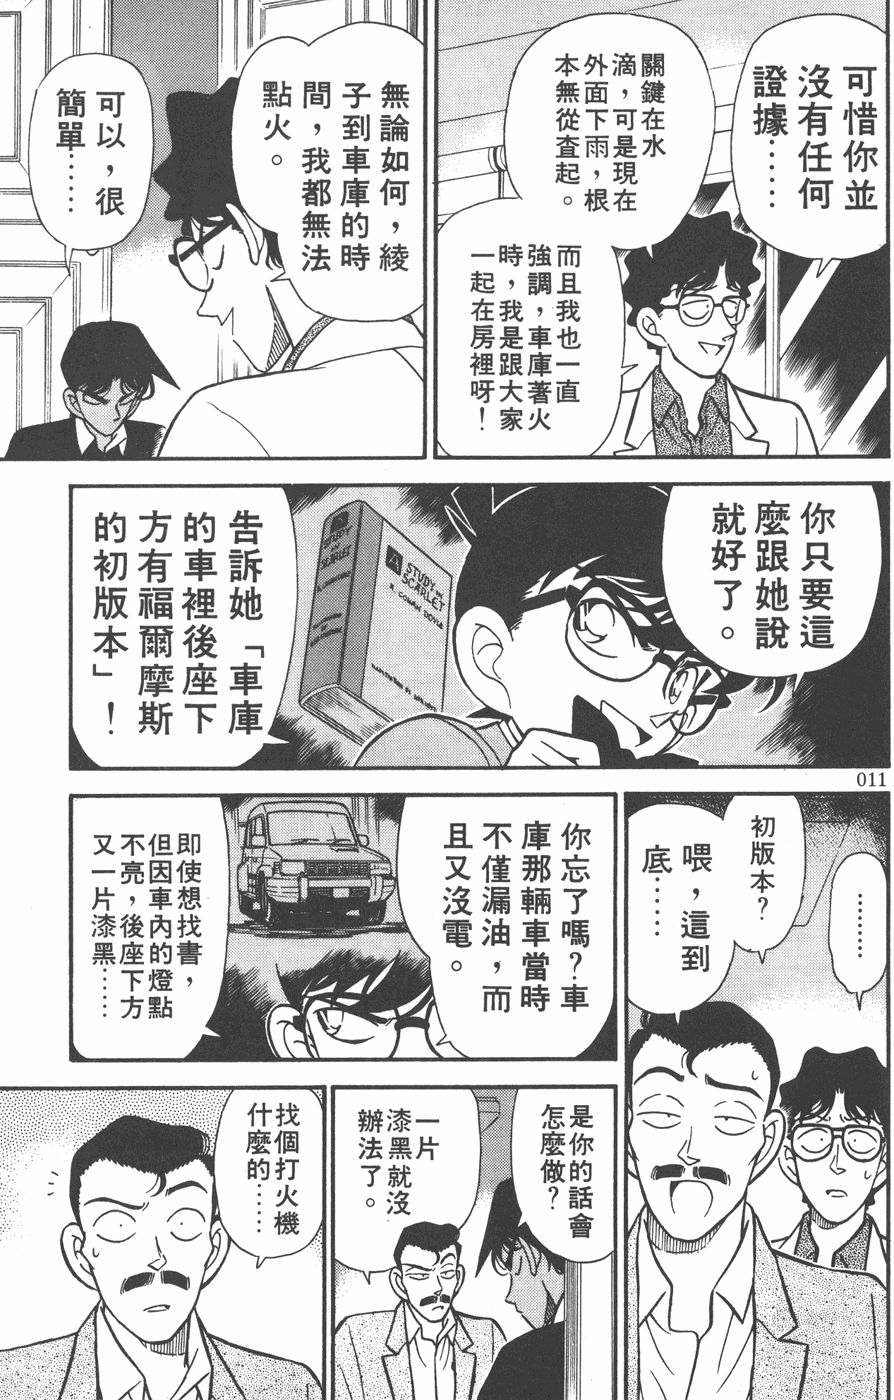 可惜你並
沒有任何
證據……
關鍵在水
滴，可是現在
外面下雨，根
本無從查起。
而且我也一直
強調，車庫著火
時，我是跟大家
一起在房裡呀！
無論如何，綾
子到車庫的時
間，我都無法
點火。
可以，很
簡單……
你只要這
麼跟她說
就好了。
A STUDY IN
SCARLET
A. CONAN DOYLE
A
STUDY
IN
SCARLET
告訴她「車庫
的車裡後座下
方有福爾摩斯
的初版本」！
011
………
初版本？
喂，這到
底……
你忘了嗎？車
庫那輛車當時
不僅漏油，而
且又沒電。
即使想找書，
但因車內的燈點
不亮，後座下方
又一片漆黑……
是你的話會
怎麼做？
一片
漆黑就沒
辦法了。
找個打火機
什麼的……